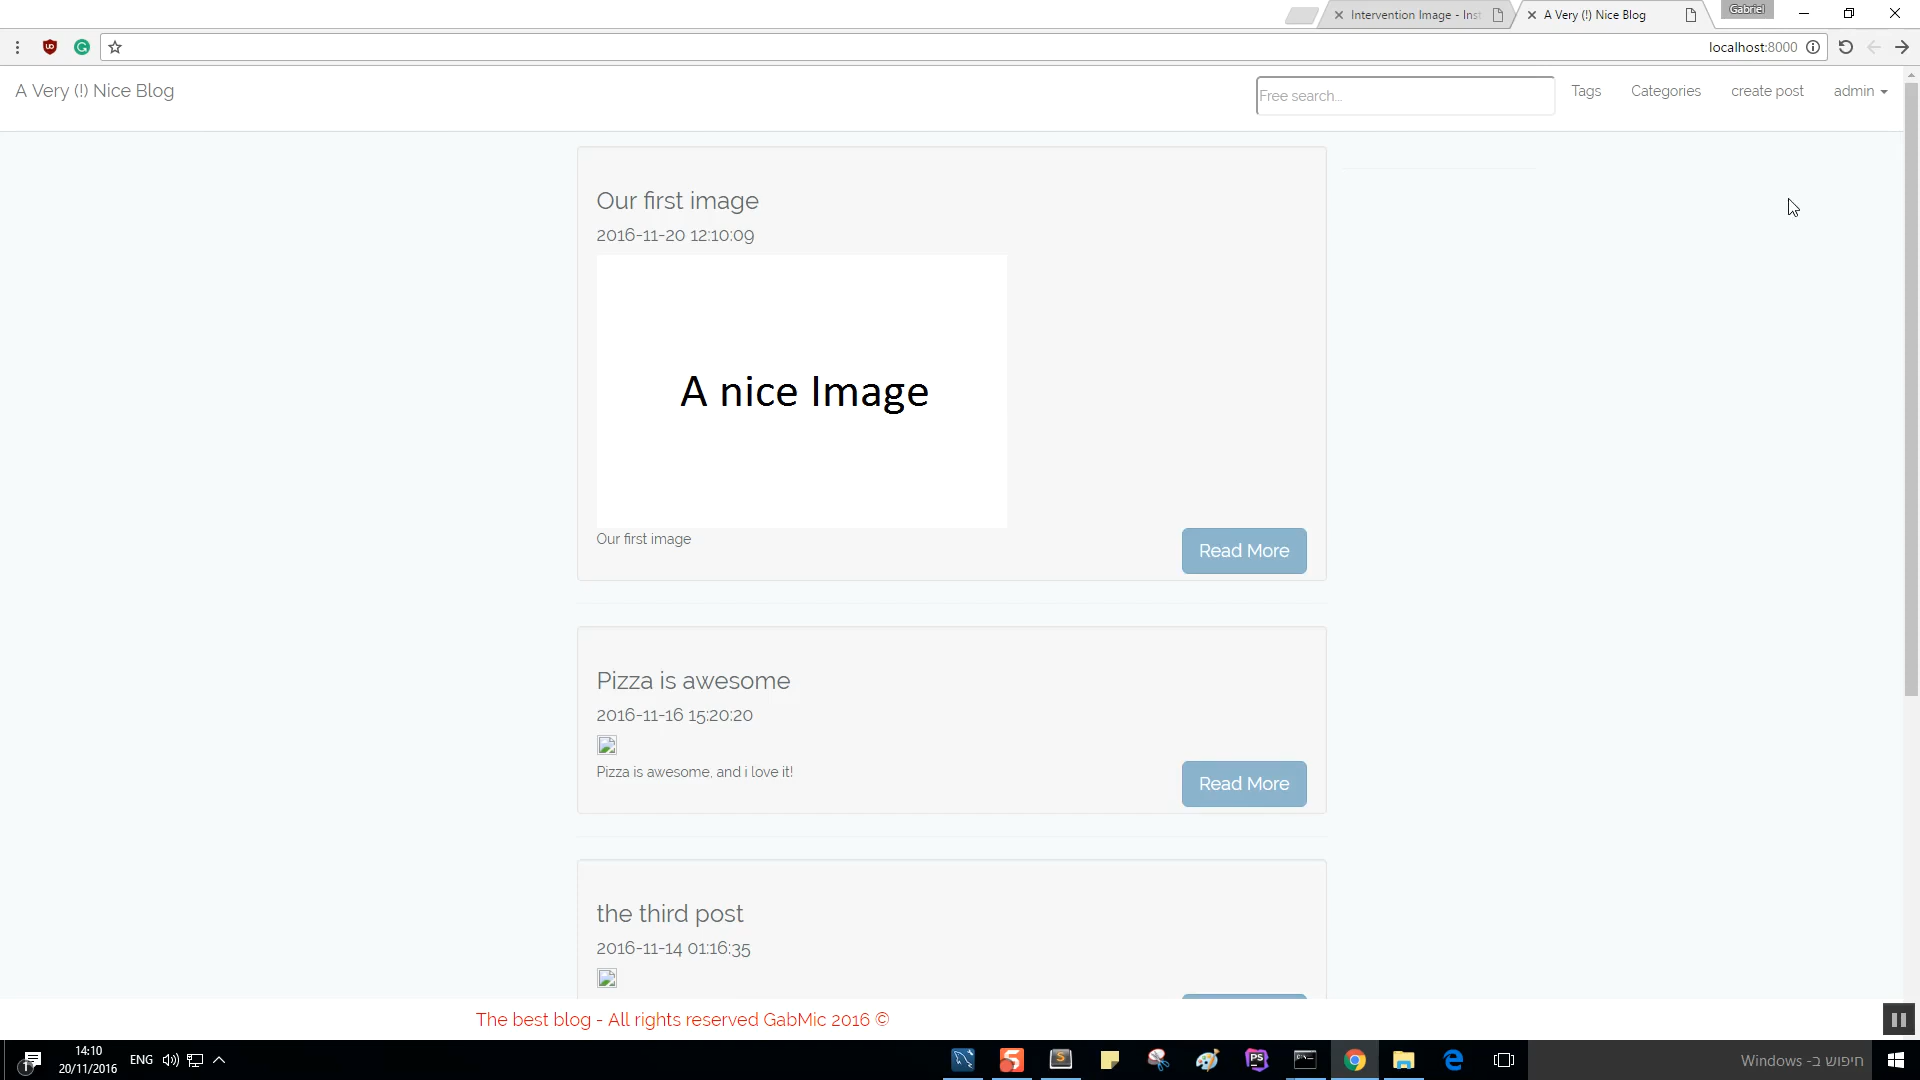 Intervention Image - Inst
A Very (!) Nice Blog
Gabriel
localhost:8000
A Very (!) Nice Blog
Free search...
Tags
Categories
create post
admin
Our first image
2016-11-20 12:10:09
A nice Image
Our first image
Read More
Pizza is awesome
2016-11-16 15:20:20
Pizza is awesome, and i love it!
Read More
the third post
2016-11-14 01:16:35
The best blog - All rights reserved GabMic 2016 ©
14:10
20/11/2016
ENG
חיפוש ב- Windows